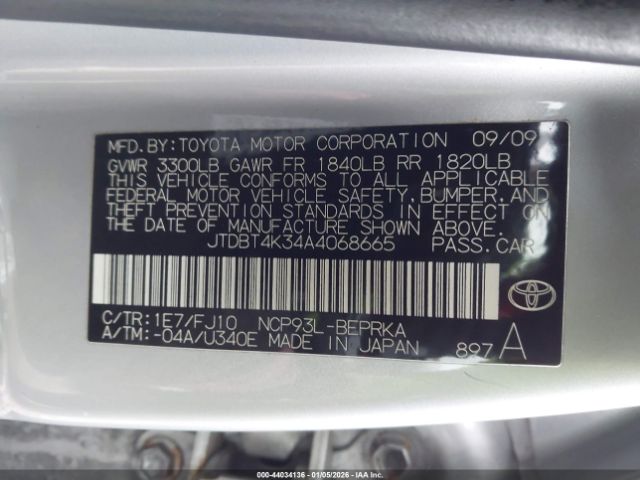 MFD.BY:TOYOTA MOTOR CORPORATION 09/09
GVWR 3300LB GAWR FR 1840LB RR 1820LB
THIS VEHICLE CONFORMS TO ALL APPLICABLE
FEDERAL MOTOR VEHICLE SAFETY,BUMPER,AND
THEFT PREVENTION STANDARDS IN EFFECT ON
THE DATE OF MANUFACTURE SHOWN ABOVE.
JTDBT4K34A4068665 PASS.CAR
C/TR:1E7/FJ10 NCP93L-BEPRKA
A/TM:-04A/U340E MADE IN JAPAN 897 A
000-44034136 - 01/05/2026 - IAAI.COM